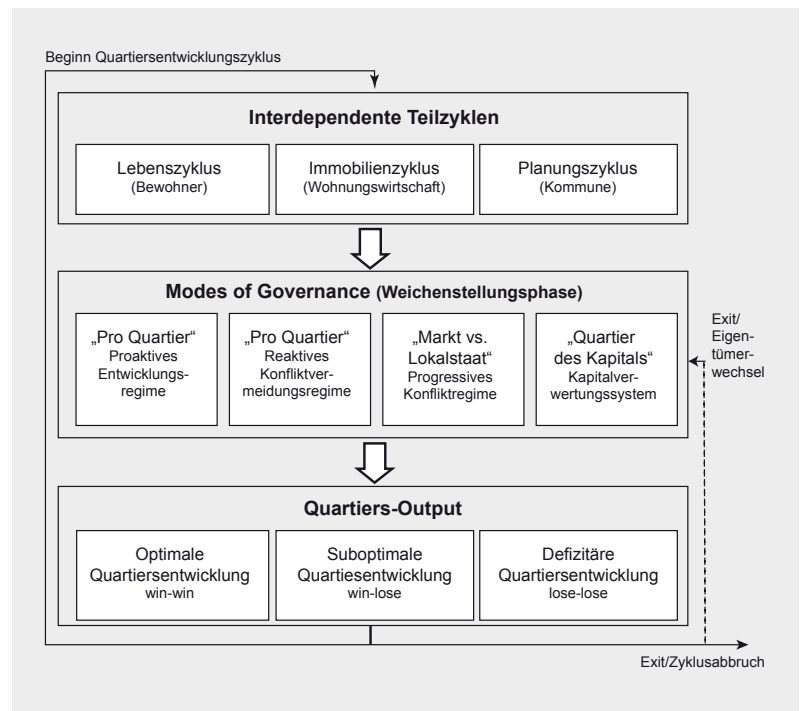 Beginn Quartiersentwicklungszyklus
Interdependente Teilzyklen
Lebenszyklus
(Bewohner)
Immobilienzyklus
(Wohnungswirtschaft)
Planungszyklus
(Kommune)
Modes of Governance (Weichenstellungsphase)
„Pro Quartier“
Proaktives
Entwicklungs-
regime
„Pro Quartier“
Reaktives
Konfliktver-
meidungsregime
„Markt vs.
Lokalstaat“
Progressives
Konfliktregime
„Quartier
des Kapitals“
Kapitalver-
wertungssystem
Exit/
Eigen-
tümer-
wechsel
Quartiers-Output
Optimale
Quartiersentwicklung
win-win
Suboptimale
Quartiesentwicklung
win-lose
Defizitäre
Quartiersentwicklung
lose-lose
Exit/Zyklusabbruch